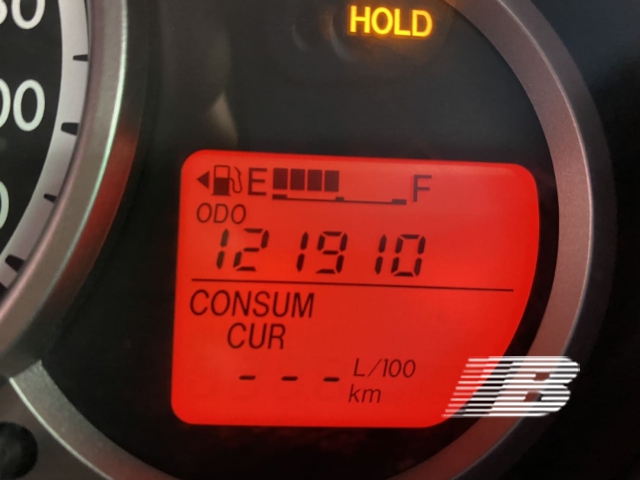 HOLD
E F
ODO
121910
CONSUM
CUR
- - - L/100
km
B